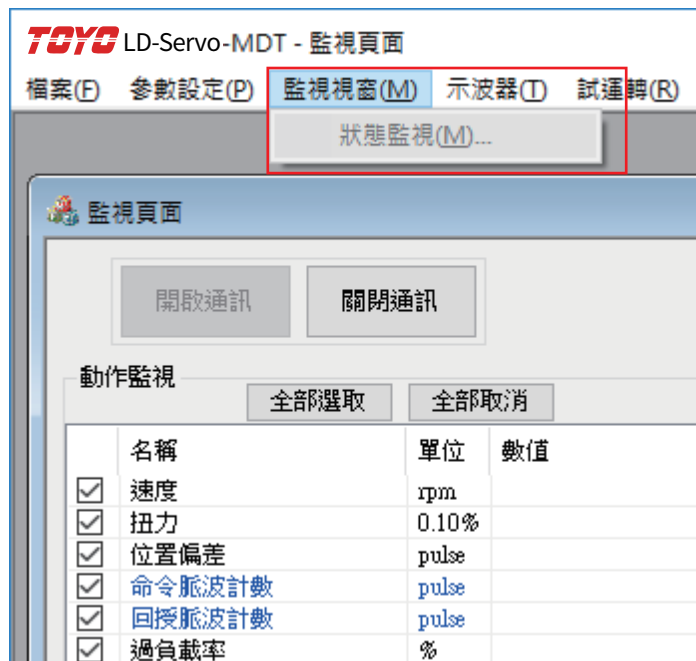 TOYO LD-Servo-MDT - 監視頁面
檔案(F) 參數設定(P) 監視視窗(M) 示波器(T) 試運轉(R)
狀態監視(M)...
監視頁面
開啟通訊 關閉通訊
動作監視
全部選取 全部取消
名稱 單位 數值
速度 rpm
扭力 0.10%
位置偏差 pulse
命令脈波計數 pulse
回授脈波計數 pulse
過負載率 %